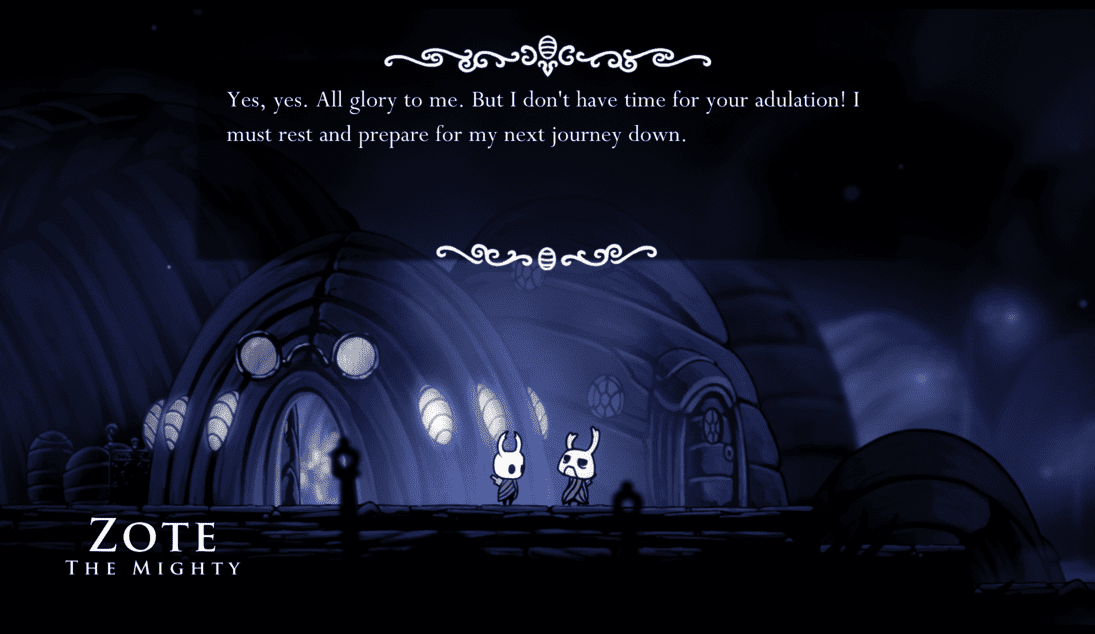 Yes, yes. All glory to me. But I don't have time for your adulation! I
must rest and prepare for my next journey down.
ZOTE
THE MIGHTY